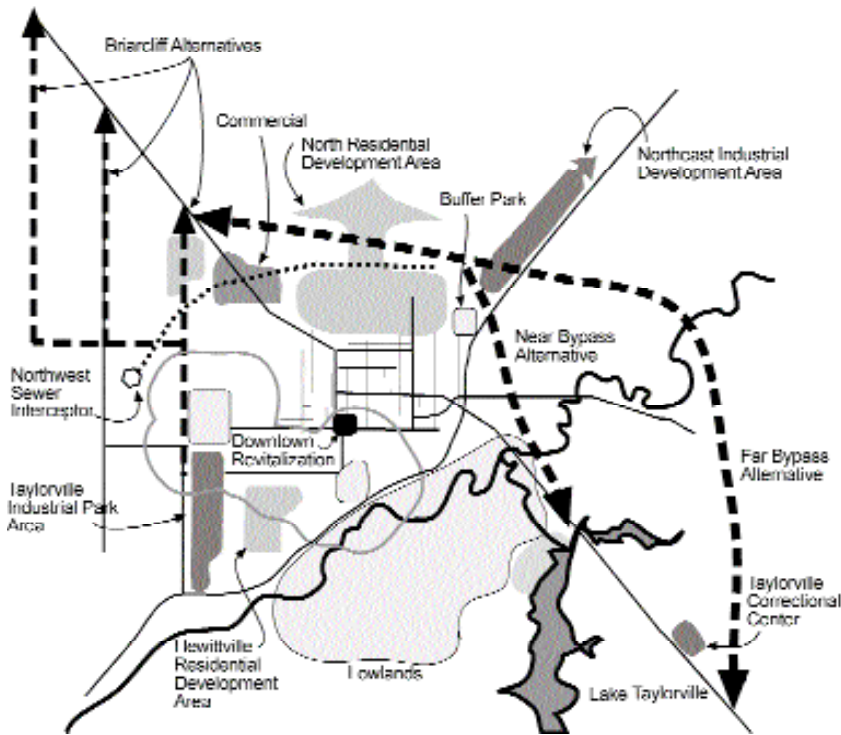 Briarcliff Alternatives
Commercial
North Residential
Development Area
Northeast Industrial
Development Area
Buffer Park
Near Bypass
Alternative
Northwest
Sewer
Interceptor
Downtown
Revitalization
Far Bypass
Alternative
Taylorville
Industrial Park
Area
Taylorville
Correctional
Center
Hewittville
Residential
Development
Area
Lowlands
Lake Taylorville